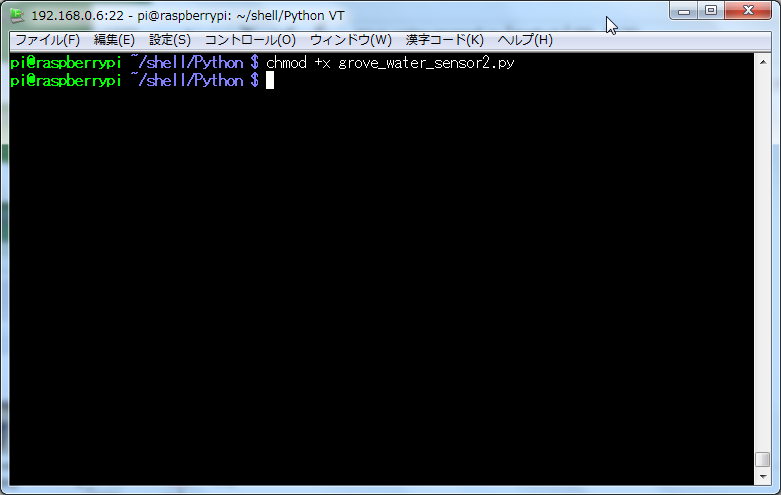 192.168.0.6:22 - pi@raspberrypi: ~/shell/Python VT
ファイル(F) 編集(E) 設定(S) コントロール(O) ウィンドウ(W) 漢字コード(K) ヘルプ(H)
pi@raspberrypi ~/shell/Python $ chmod +x grove_water_sensor2.py
pi@raspberrypi ~/shell/Python $